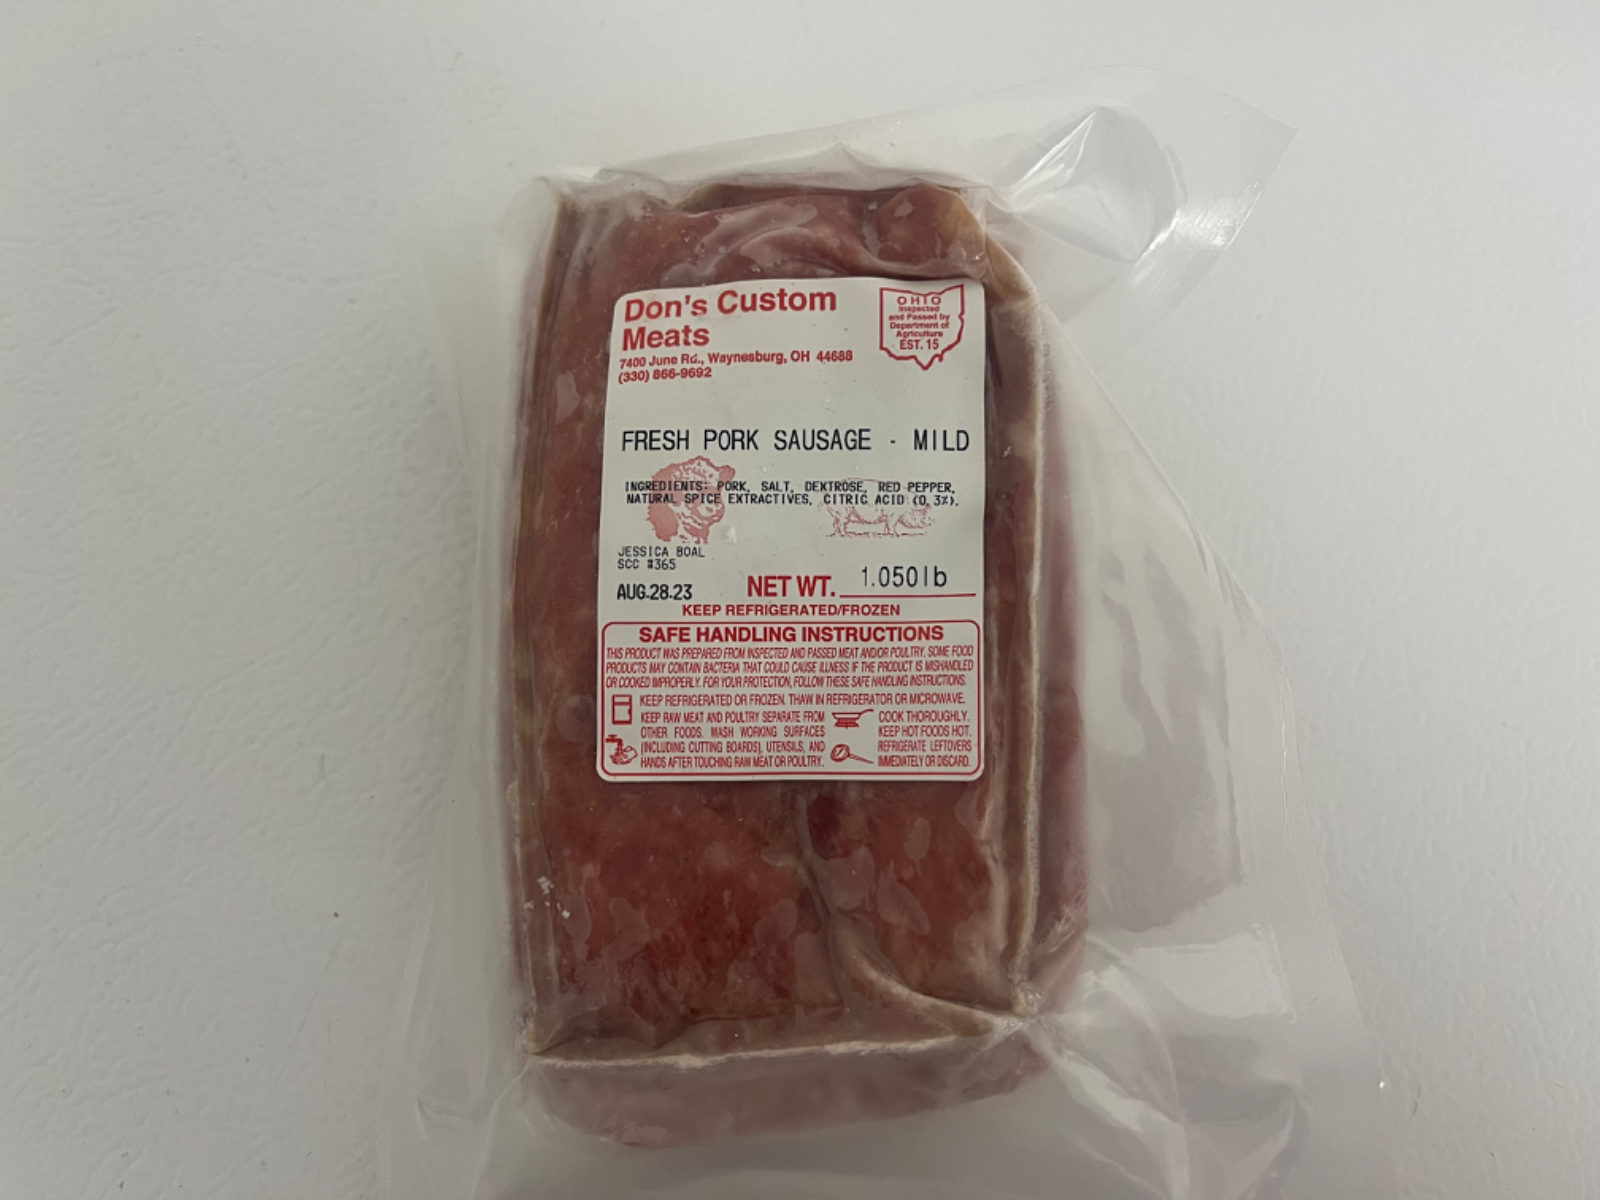 Don's Custom
Meats
7400 June Rd., Waynesburg, OH 44688
(330) 866-9692
OHIO
Inspected
and Passed by
Department of
Agriculture
EST. 15
FRESH PORK SAUSAGE - MILD
INGREDIENTS: PORK, SALT, DEXTROSE, RED PEPPER,
NATURAL SPICE EXTRACTIVES, CITRIC ACID (0.3%).
JESSICA BOAL
SCC #365
AUG.28.23
NET WT. 1.050lb
KEEP REFRIGERATED/FROZEN
SAFE HANDLING INSTRUCTIONS
THIS PRODUCT WAS PREPARED FROM INSPECTED AND PASSED MEAT AND/OR POULTRY. SOME FOOD
PRODUCTS MAY CONTAIN BACTERIA THAT COULD CAUSE ILLNESS IF THE PRODUCT IS MISHANDLED
OR COOKED IMPROPERLY. FOR YOUR PROTECTION, FOLLOW THESE SAFE HANDLING INSTRUCTIONS.
KEEP REFRIGERATED OR FROZEN. THAW IN REFRIGERATOR OR MICROWAVE.
KEEP RAW MEAT AND POULTRY SEPARATE FROM
OTHER FOODS. WASH WORKING SURFACES
(INCLUDING CUTTING BOARDS), UTENSILS, AND
HANDS AFTER TOUCHING RAW MEAT OR POULTRY.
COOK THOROUGHLY.
KEEP HOT FOODS HOT.
REFRIGERATE LEFTOVERS
IMMEDIATELY OR DISCARD.